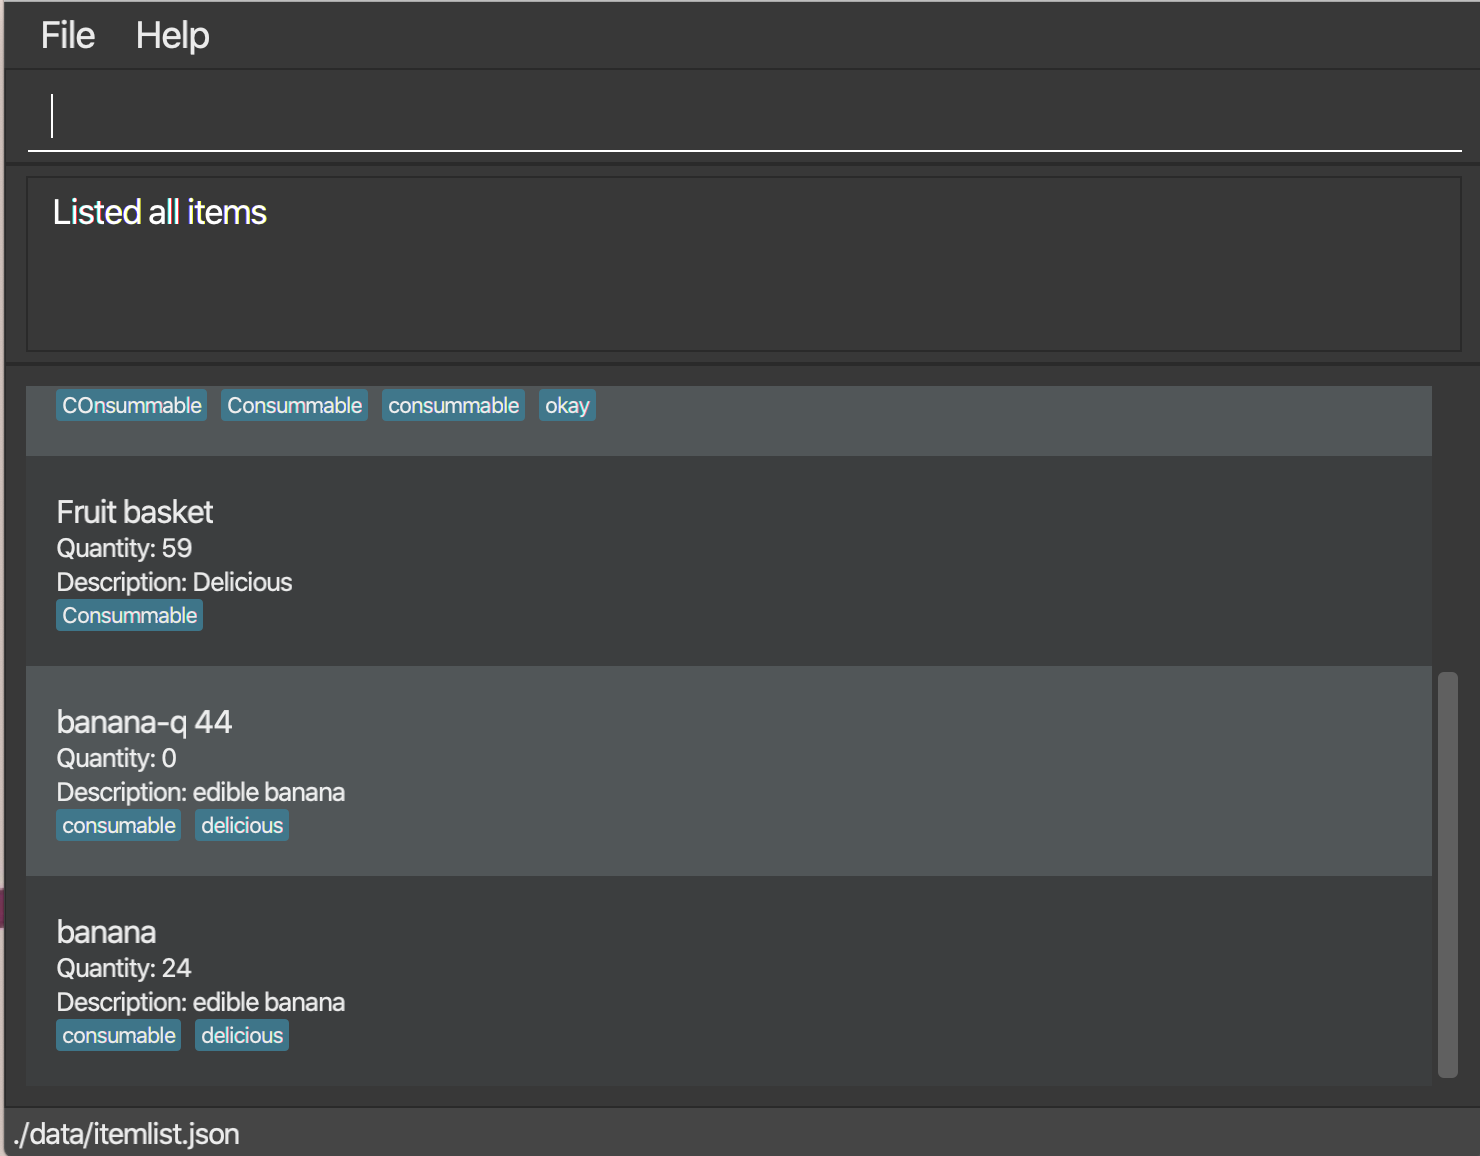 File Help
Listed all items
COnsummable Consummable consummable okay
Fruit basket
Quantity: 59
Description: Delicious
Consummable
banana-q 44
Quantity: 0
Description: edible banana
consumable delicious
banana
Quantity: 24
Description: edible banana
consumable delicious
./data/itemlist.json